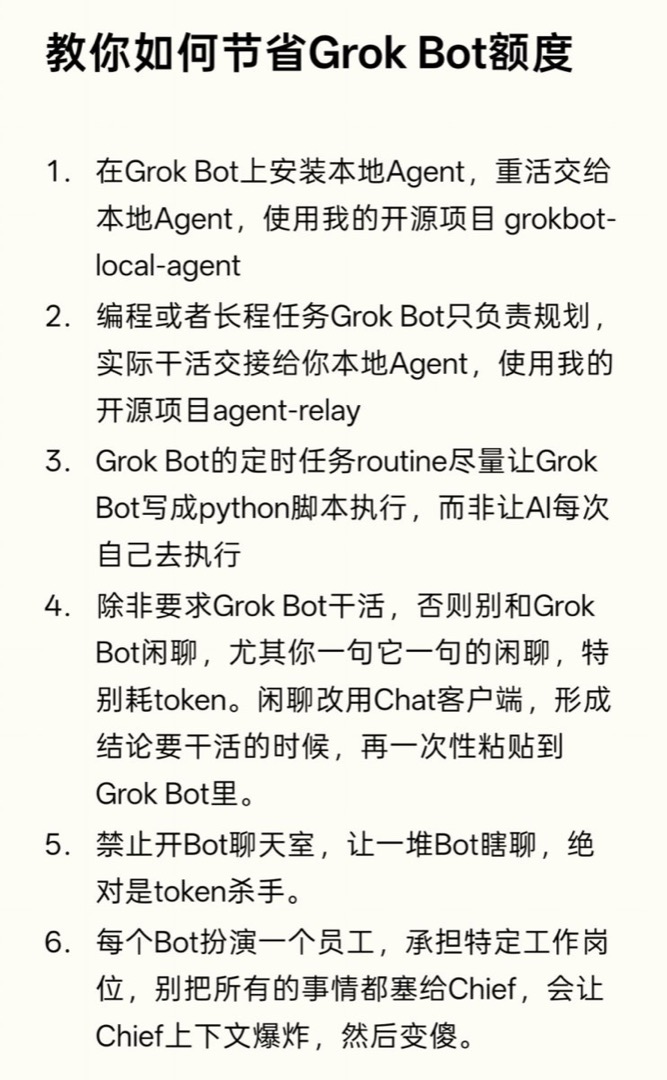 教你如何节省Grok Bot额度
1. 在Grok Bot上安装本地Agent，重活交给
本地Agent，使用我的开源项目 grokbot-
local-agent
2. 编程或者长程任务Grok Bot只负责规划，
实际干活交接给你本地Agent，使用我的
开源项目agent-relay
3. Grok Bot的定时任务routine尽量让Grok
Bot写成python脚本执行，而非让AI每次
自己去执行
4. 除非要求Grok Bot干活，否则别和Grok
Bot闲聊，尤其你一句它一句的闲聊，特
别耗token。闲聊改用Chat客户端，形成
结论要干活的时候，再一次性粘贴到
Grok Bot里。
5. 禁止开Bot聊天室，让一堆Bot瞎聊，绝
对是token杀手。
6. 每个Bot扮演一个员工，承担特定工作岗
位，别把所有的事情都塞给Chief，会让
Chief上下文爆炸，然后变傻。